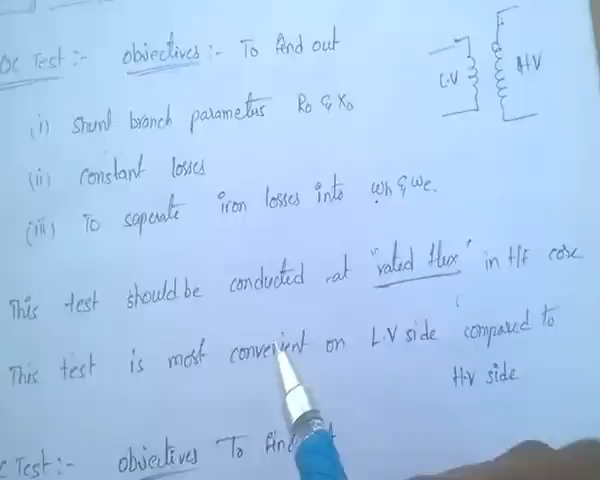 OC Test :- objectives :- To find out
L.V H.V
(i) shunt branch parameters R₀ & X₀
(ii) constant losses
(iii) To saperate iron losses into Wh & We.
This test should be conducted at "rated flux" in t/f core
This test is most convenient on L.V side compared to
H.V side
C Test :- objectives To find